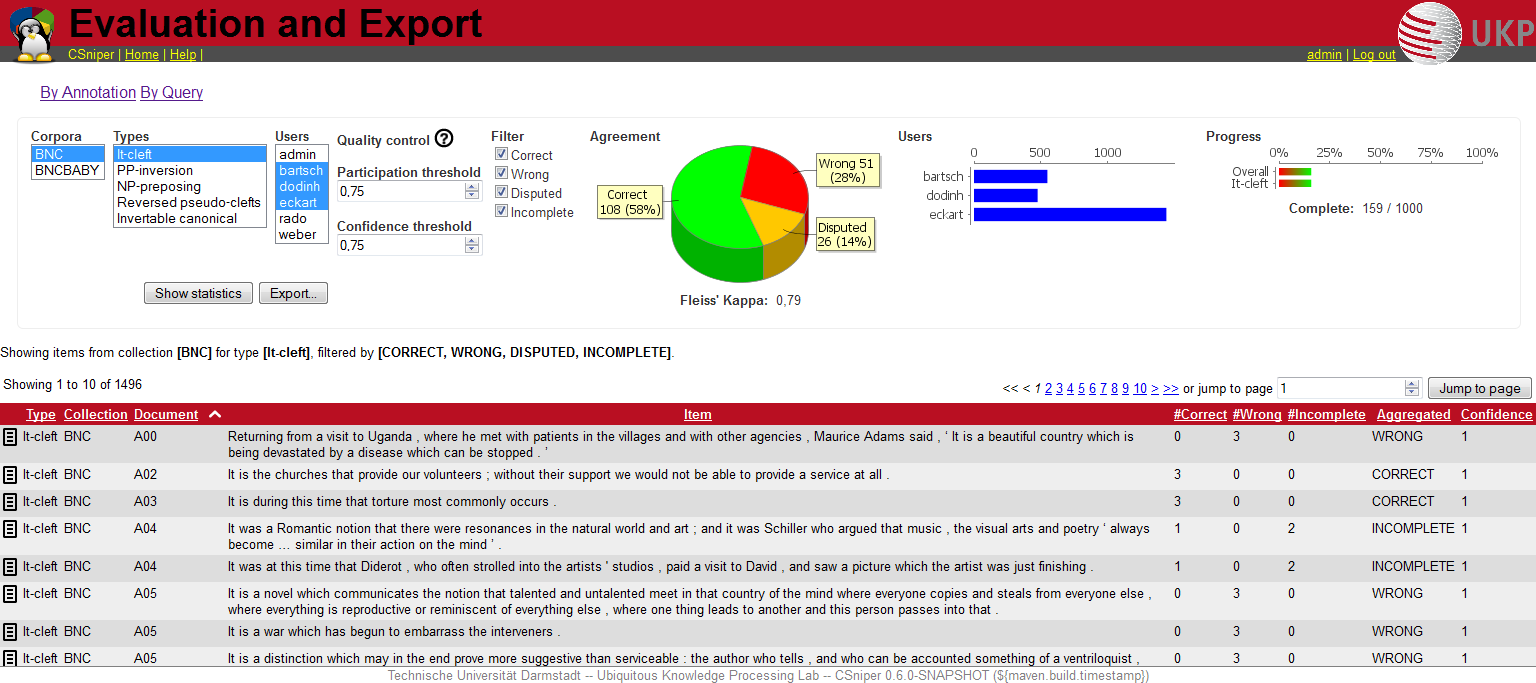 Evaluation and Export
UKP
CSniper | Home | Help |
admin | Log out
By Annotation By Query
Corpora
BNC
BNCBABY
Types
It-cleft
PP-inversion
NP-preposing
Reversed pseudo-clefts
Invertable canonical
Users
admin
bartsch
dodinh
eckart
rado
weber
Quality control ?
Participation threshold
0,75
Confidence threshold
0,75
Filter
Correct
Wrong
Disputed
Incomplete
Show statistics
Export...
Agreement
Wrong 51
(28%)
Correct
108 (58%)
Disputed
26 (14%)
Fleiss' Kappa: 0,79
Users
0 500 1000
bartsch
dodinh
eckart
Progress
0% 25% 50% 75% 100%
Overall
It-cleft
Complete: 159 / 1000
Showing items from collection [BNC] for type [It-cleft], filtered by [CORRECT, WRONG, DISPUTED, INCOMPLETE].
Showing 1 to 10 of 1496
<< < 1 2 3 4 5 6 7 8 9 10 > >> or jump to page 1 Jump to page
Type Collection Document Item #Correct #Wrong #Incomplete Aggregated Confidence
It-cleft BNC A00 Returning from a visit to Uganda , where he met with patients in the villages and with other agencies , Maurice Adams said , ‘ It is a beautiful country which is 0 3 0 WRONG 1
being devastated by a disease which can be stopped . ’
It-cleft BNC A02 It is the churches that provide our volunteers ; without their support we would not be able to provide a service at all . 3 0 0 CORRECT 1
It-cleft BNC A03 It is during this time that torture most commonly occurs . 3 0 0 CORRECT 1
It-cleft BNC A04 It was a Romantic notion that there were resonances in the natural world and art ; and it was Schiller who argued that music , the visual arts and poetry ‘ always 1 0 2 INCOMPLETE 1
become … similar in their action on the mind ’ .
It-cleft BNC A04 It was at this time that Diderot , who often strolled into the artists ' studios , paid a visit to David , and saw a picture which the artist was just finishing . 1 0 2 INCOMPLETE 1
It-cleft BNC A05 It is a novel which communicates the notion that talented and untalented meet in that country of the mind where everyone copies and steals from everyone else , 0 3 0 WRONG 1
where everything is reproductive or reminiscent of everything else , where one thing leads to another and this person passes into that .
It-cleft BNC A05 It is a war which has begun to embarrass the interveners . 0 3 0 WRONG 1
It-cleft BNC A05 It is a distinction which may in the end prove more suggestive than serviceable : the author who tells , and who can be accounted something of a ventriloquist , 0 3 0 WRONG 1
Technische Universität Darmstadt -- Ubiquitous Knowledge Processing Lab -- CSniper 0.6.0-SNAPSHOT (${maven.build.timestamp})